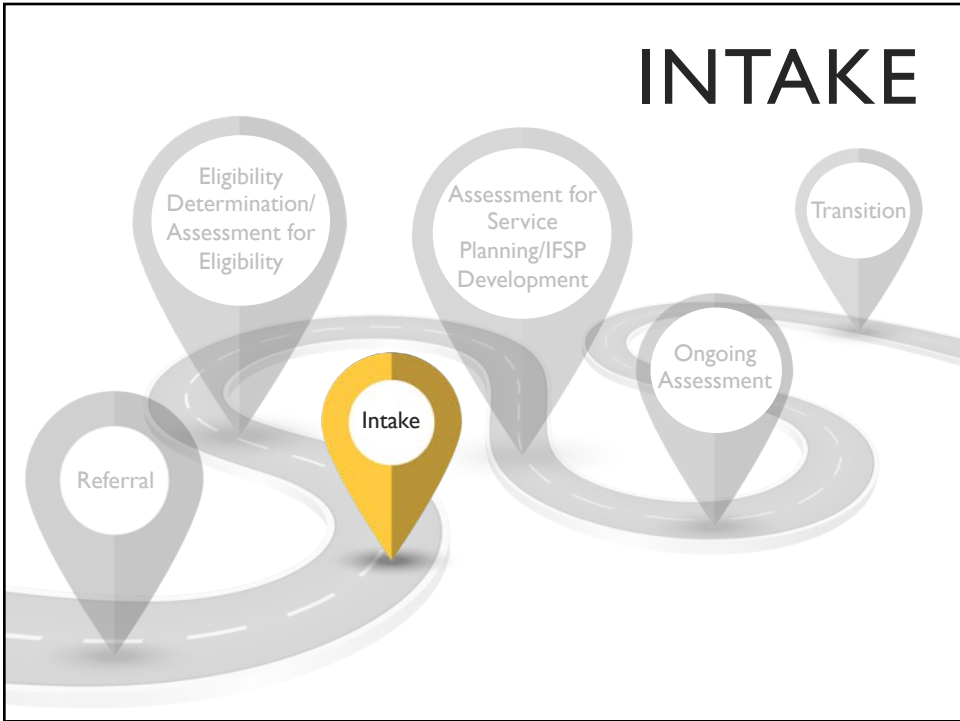 INTAKE
Eligibility
Determination/
Assessment for
Eligibility
Assessment for
Service
Planning/IFSP
Development
Transition
Ongoing
Assessment
Intake
Referral